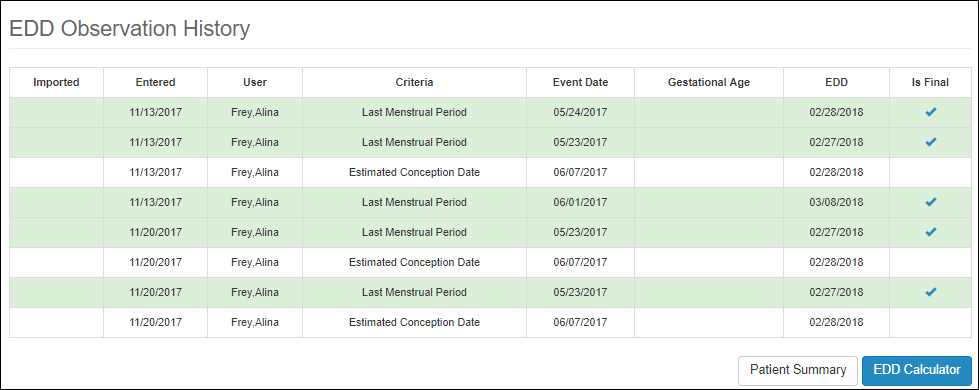 EDD Observation History
Imported Entered User Criteria Event Date Gestational Age EDD Is Final
11/13/2017 Frey,Alina Last Menstrual Period 05/24/2017 02/28/2018
11/13/2017 Frey,Alina Last Menstrual Period 05/23/2017 02/27/2018
11/13/2017 Frey,Alina Estimated Conception Date 06/07/2017 02/28/2018
11/13/2017 Frey,Alina Last Menstrual Period 06/01/2017 03/08/2018
11/20/2017 Frey,Alina Last Menstrual Period 05/23/2017 02/27/2018
11/20/2017 Frey,Alina Estimated Conception Date 06/07/2017 02/28/2018
11/20/2017 Frey,Alina Last Menstrual Period 05/23/2017 02/27/2018
11/20/2017 Frey,Alina Estimated Conception Date 06/07/2017 02/28/2018
Patient Summary EDD Calculator